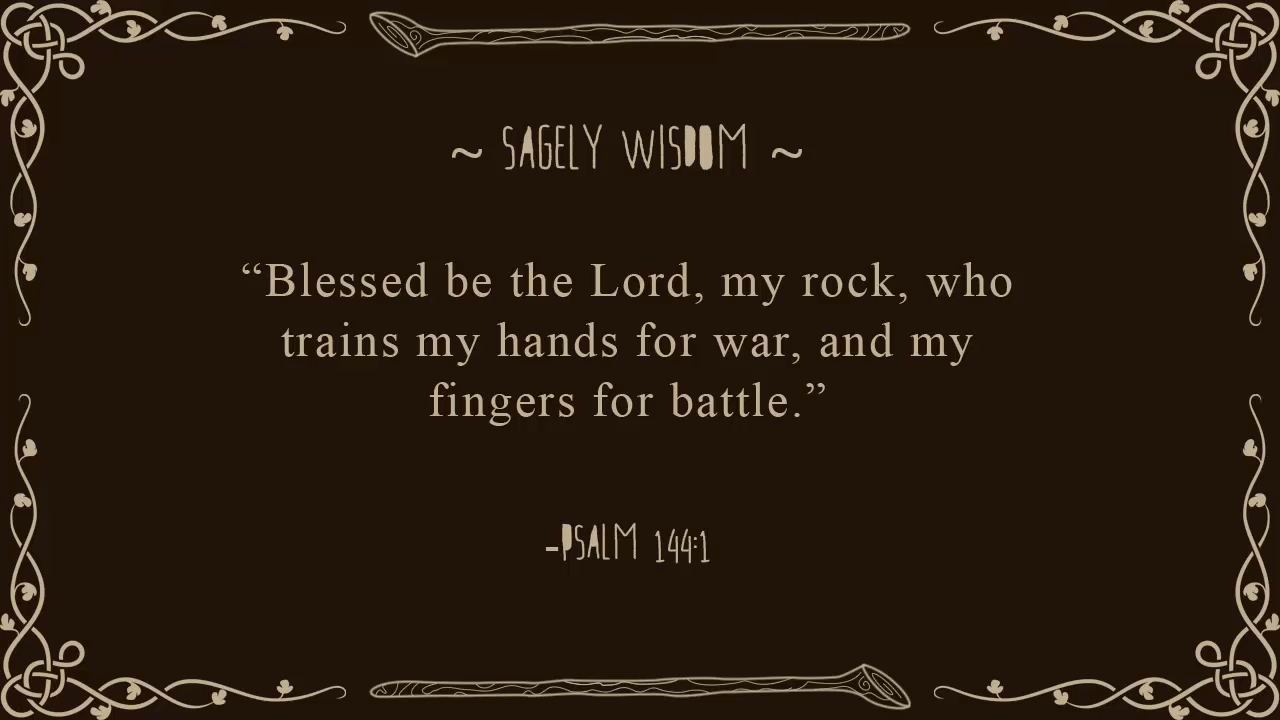 ~ SAGELY WISDOM ~
“Blessed be the Lord, my rock, who
trains my hands for war, and my
fingers for battle.”
-PSALM 144:1